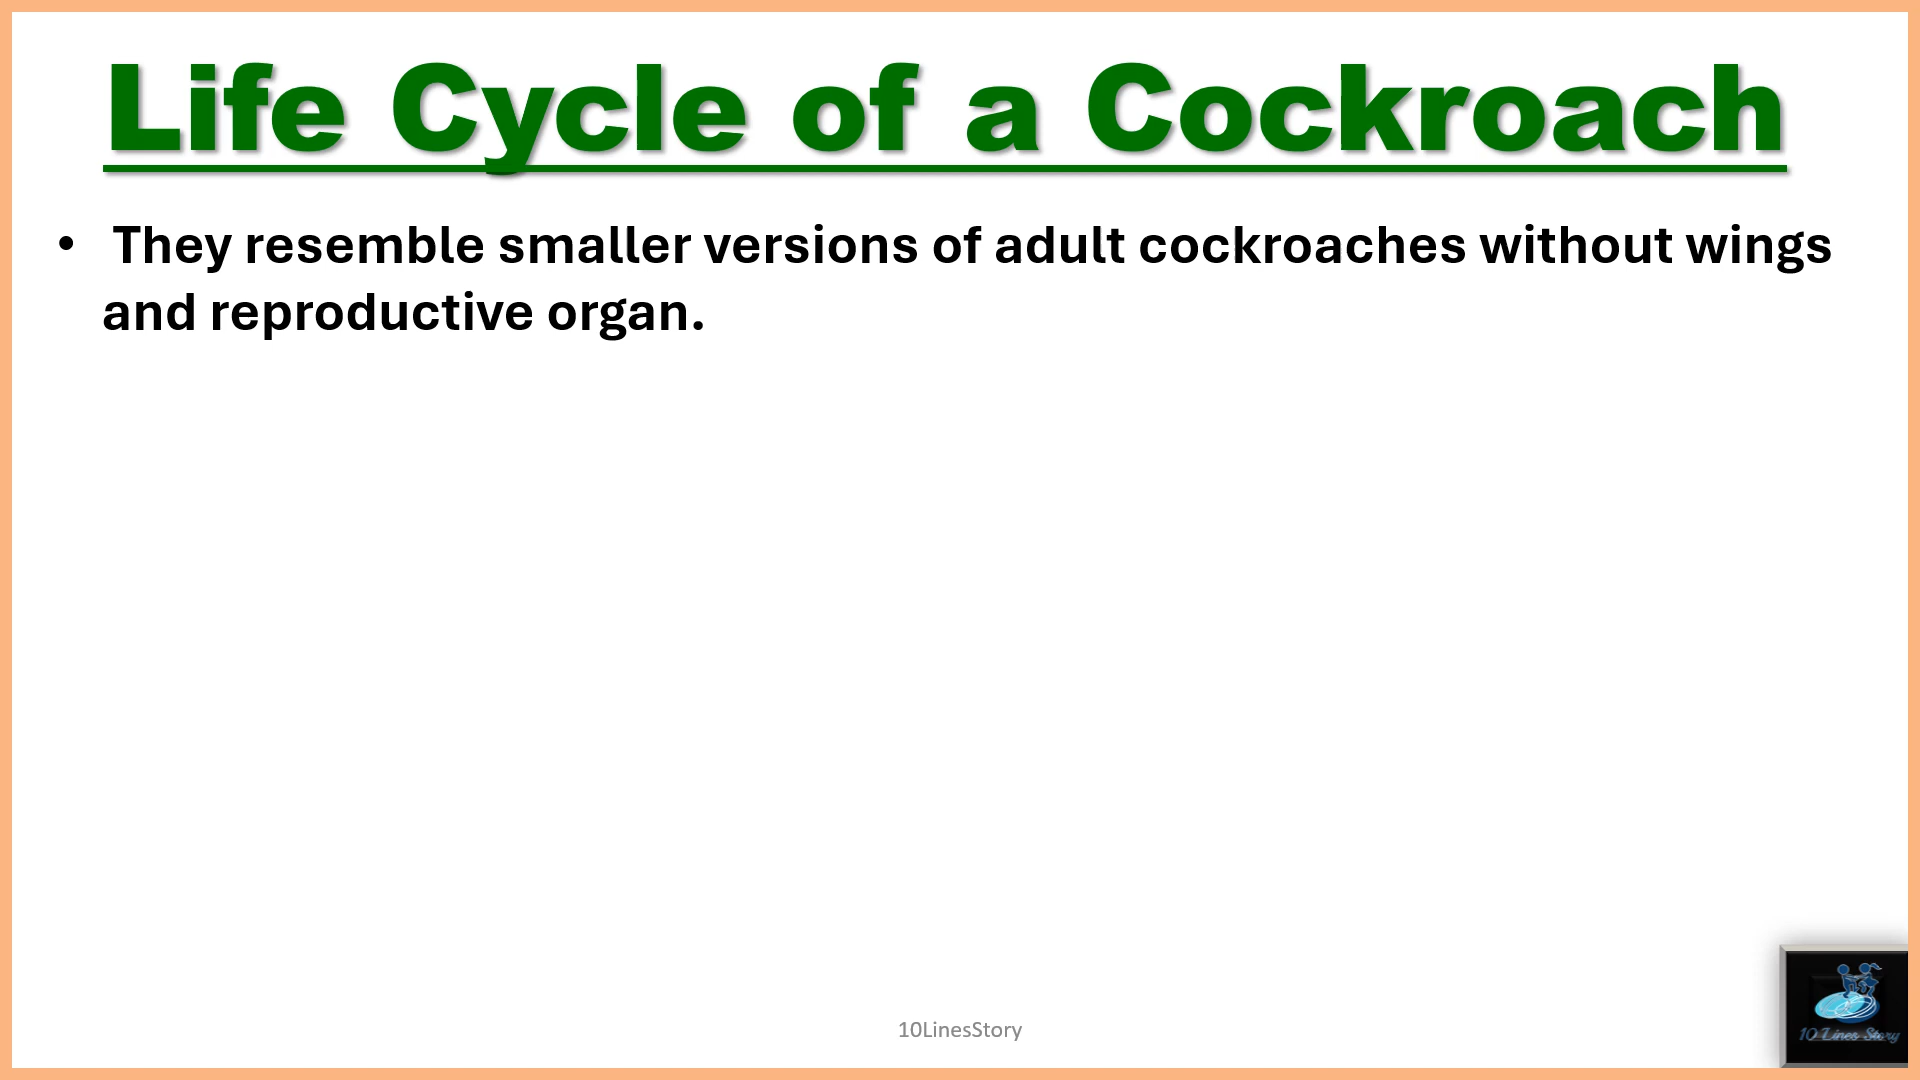 Life Cycle of a Cockroach
• They resemble smaller versions of adult cockroaches without wings
and reproductive organ.
10LinesStory
10 Lines Story